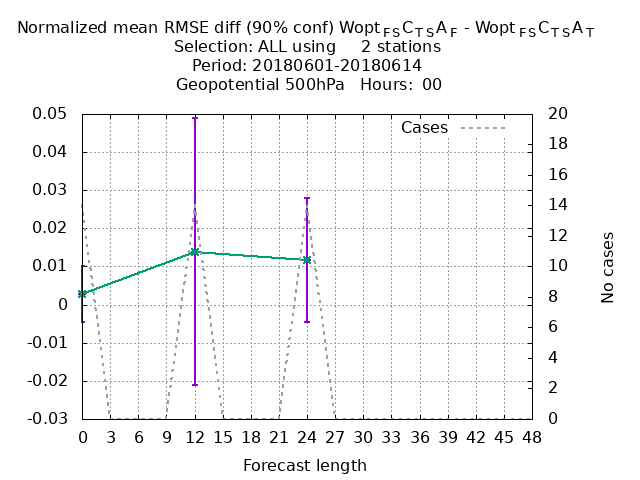 Normalized mean RMSE diff (90% conf) Wopt FS C TS A F - Wopt FS C TS A T
Selection: ALL using 2 stations
Period: 20180601-20180614
Geopotential 500hPa Hours: 00
Cases
0.05
0.04
0.03
0.02
0.01
0
-0.01
-0.02
-0.03
20
18
16
14
12
10
8
6
4
2
0
No cases
0 3 6 9 12 15 18 21 24 27 30 33 36 39 42 45 48
Forecast length